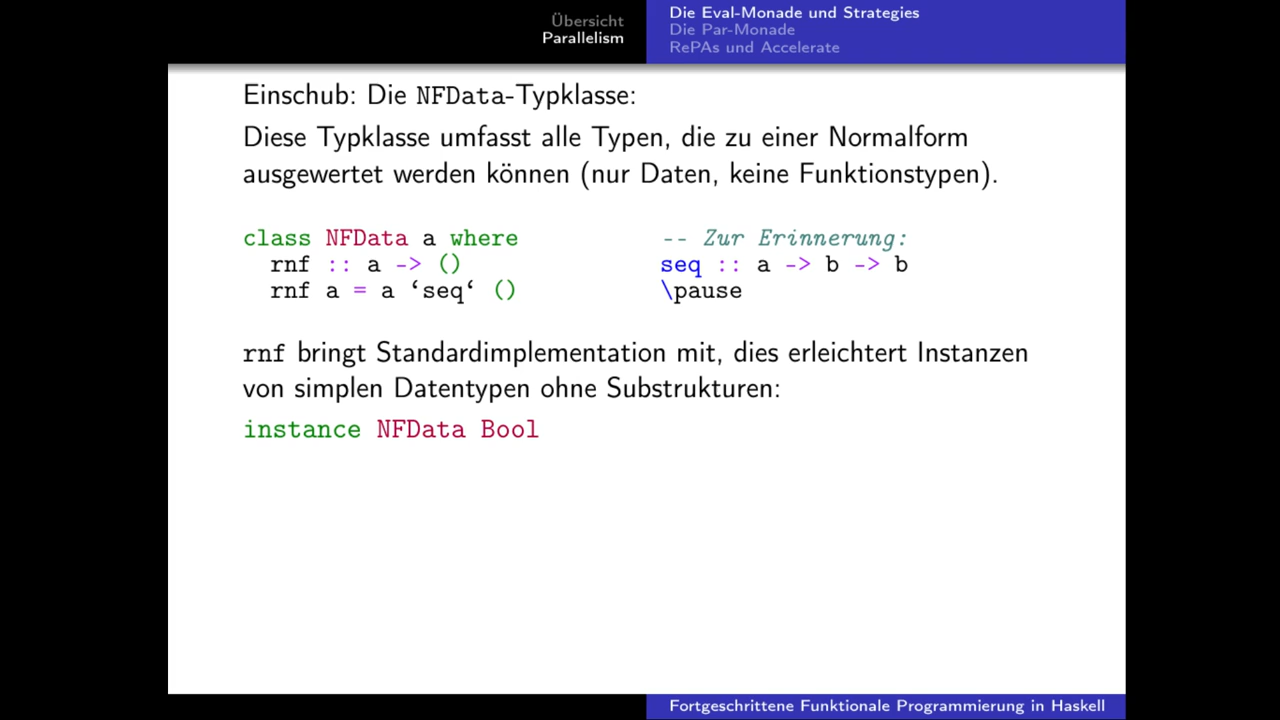 Übersicht
Parallelism
Die Eval-Monade und Strategies
Die Par-Monade
RePAs und Accelerate
Einschub: Die NFData-Typklasse:
Diese Typklasse umfasst alle Typen, die zu einer Normalform
ausgewertet werden können (nur Daten, keine Funktionstypen).
class NFData a where
rnf :: a -> ()
rnf a = a ‘seq‘ ()
-- Zur Erinnerung:
seq :: a -> b -> b
\pause
rnf bringt Standardimplementation mit, dies erleichtert Instanzen
von simplen Datentypen ohne Substrukturen:
instance NFData Bool
Fortgeschrittene Funktionale Programmierung in Haskell